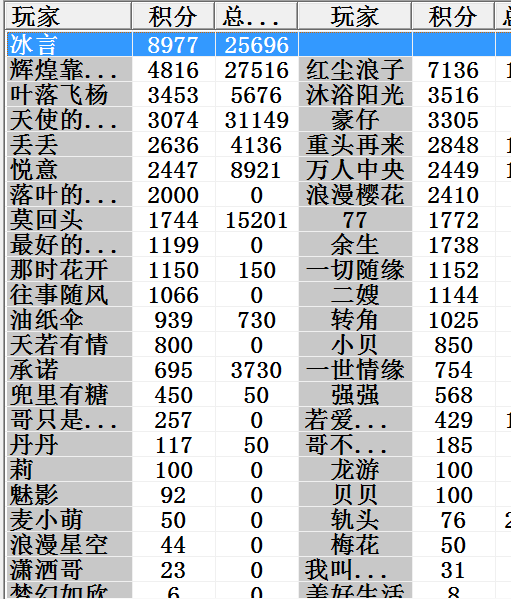 玩家 积分 总... 玩家 积分
冰言 8977 25696
辉煌靠... 4816 27516 红尘浪子 7136
叶落飞杨 3453 5676 沐浴阳光 3516
天使的... 3074 31149 豪仔 3305
丢丢 2636 4136 重头再来 2848
悦意 2447 8921 万人中央 2449
落叶的... 2000 0 浪漫樱花 2410
莫回头 1744 15201 77 1772
最好的... 1199 0 余生 1738
那时花开 1150 150 一切随缘 1152
往事随风 1066 0 二嫂 1144
油纸伞 939 730 转角 1025
天若有情 800 0 小贝 850
承诺 695 3730 一世情缘 754
兜里有糖 450 50 强强 568
哥只是... 257 0 若爱... 429
丹丹 117 50 哥不... 185
莉 100 0 龙游 100
魅影 92 0 贝贝 100
麦小萌 50 0 轨头 76
浪漫星空 44 0 梅花 50
潇洒哥 23 0 我叫... 31
梦幻如欣 6 0 美好生活 8